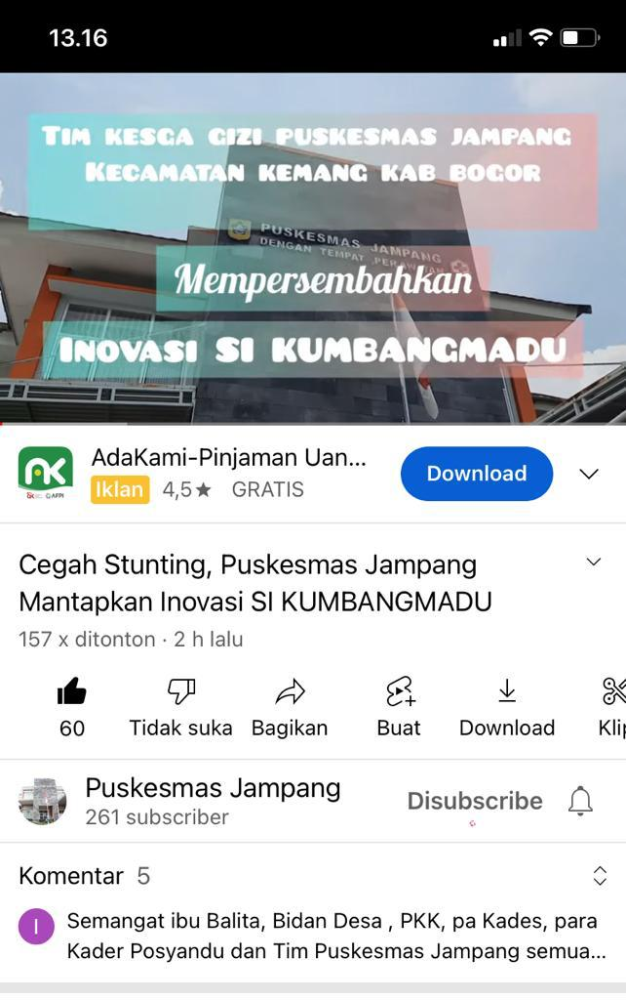 13.16
TIM KESGA GIZI PUSKESMAS JAMPANG
KECAMATAN KEMANG KAB BOGOR
PUSKESMAS JAMPANG
DENGAN TEMPAT PERAWATAN
Mempersembahkan
INOVASI SI KUMBANGMADU
AdaKami-Pinjaman Uan...
Download
Iklan 4,5★ GRATIS
AFPI
Cegah Stunting, Puskesmas Jampang
Mantapkan Inovasi SI KUMBANGMADU
157 x ditonton · 2 h lalu
60 Tidak suka Bagikan Buat Download Klip
Puskesmas Jampang
261 subscriber
Disubscribe
Komentar 5
I
Semangat ibu Balita, Bidan Desa , PKK, pa Kades, para
Kader Posyandu dan Tim Puskesmas Jampang semua...